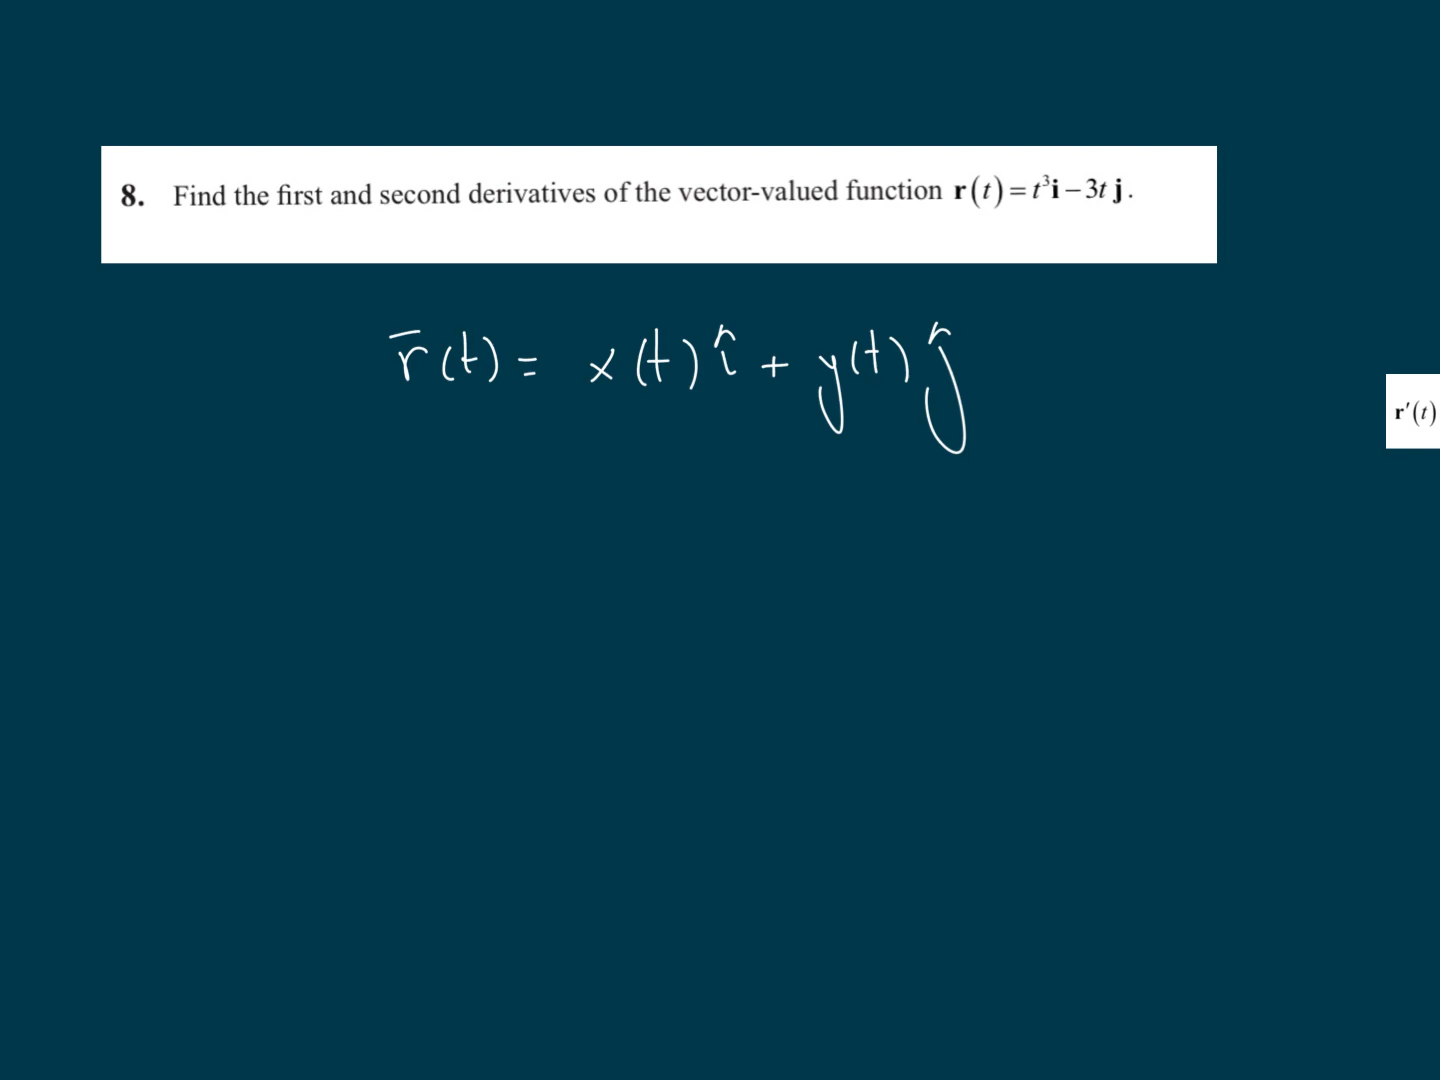 8. Find the first and second derivatives of the vector-valued function r(t) = t³i − 3t j.
r̅(t) = x(t) î + y(t) ĵ
r′(t)